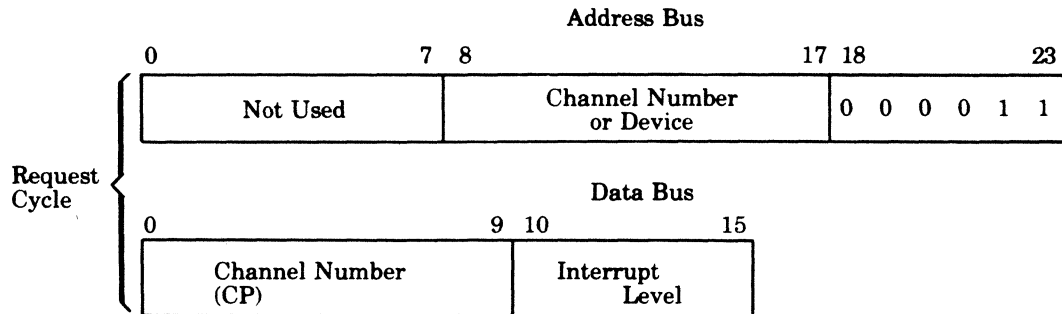 Address Bus
0 7 8 17 18 23
Not Used
Channel Number
or Device
0 0 0 0 1 1
Request
Cycle
Data Bus
0 9 10 15
Channel Number
(CP)
Interrupt
Level